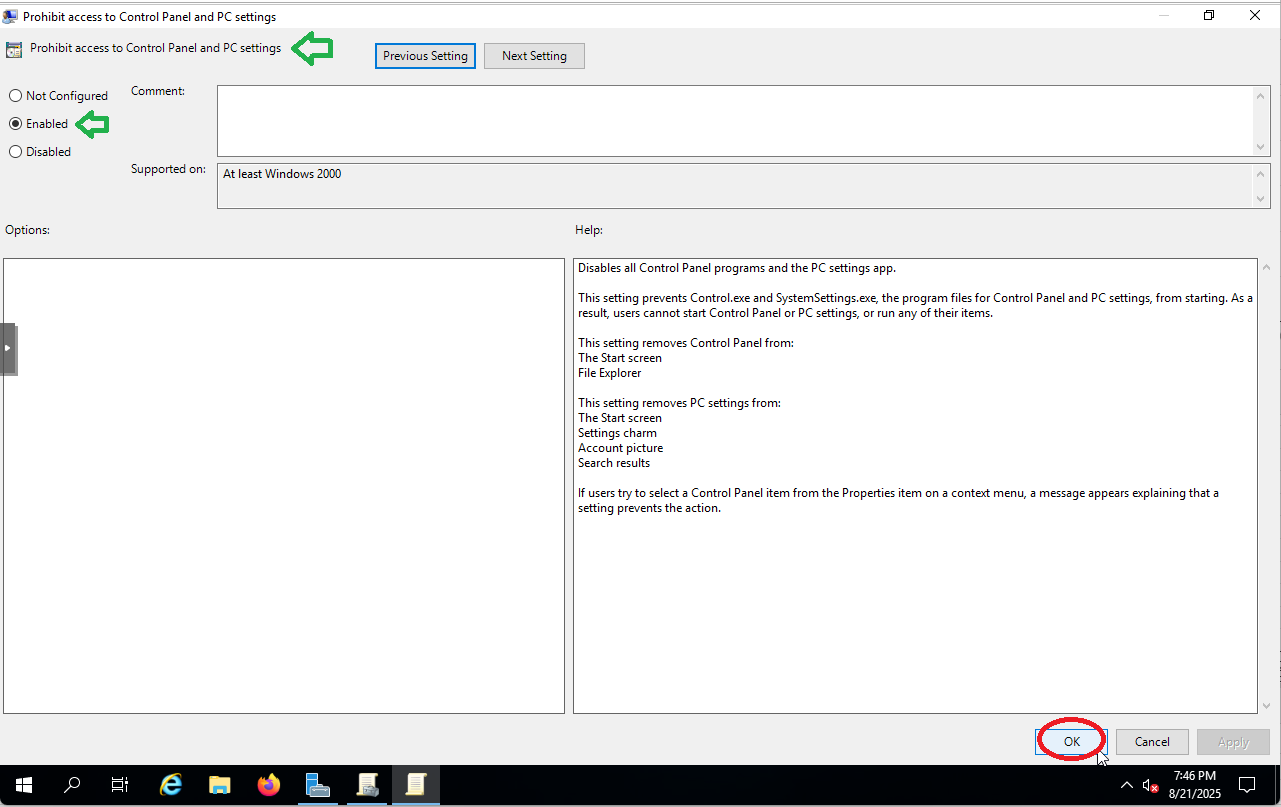 Prohibit access to Control Panel and PC settings
Prohibit access to Control Panel and PC settings
Previous Setting
Next Setting
Not Configured
Comment:
Enabled
Disabled
Supported on:
At least Windows 2000
Options:
Help:
Disables all Control Panel programs and the PC settings app.
This setting prevents Control.exe and SystemSettings.exe, the program files for Control Panel and PC settings, from starting. As a
result, users cannot start Control Panel or PC settings, or run any of their items.
This setting removes Control Panel from:
The Start screen
File Explorer
This setting removes PC settings from:
The Start screen
Settings charm
Account picture
Search results
If users try to select a Control Panel item from the Properties item on a context menu, a message appears explaining that a
setting prevents the action.
OK
Cancel
Apply
7:46 PM
8/21/2025